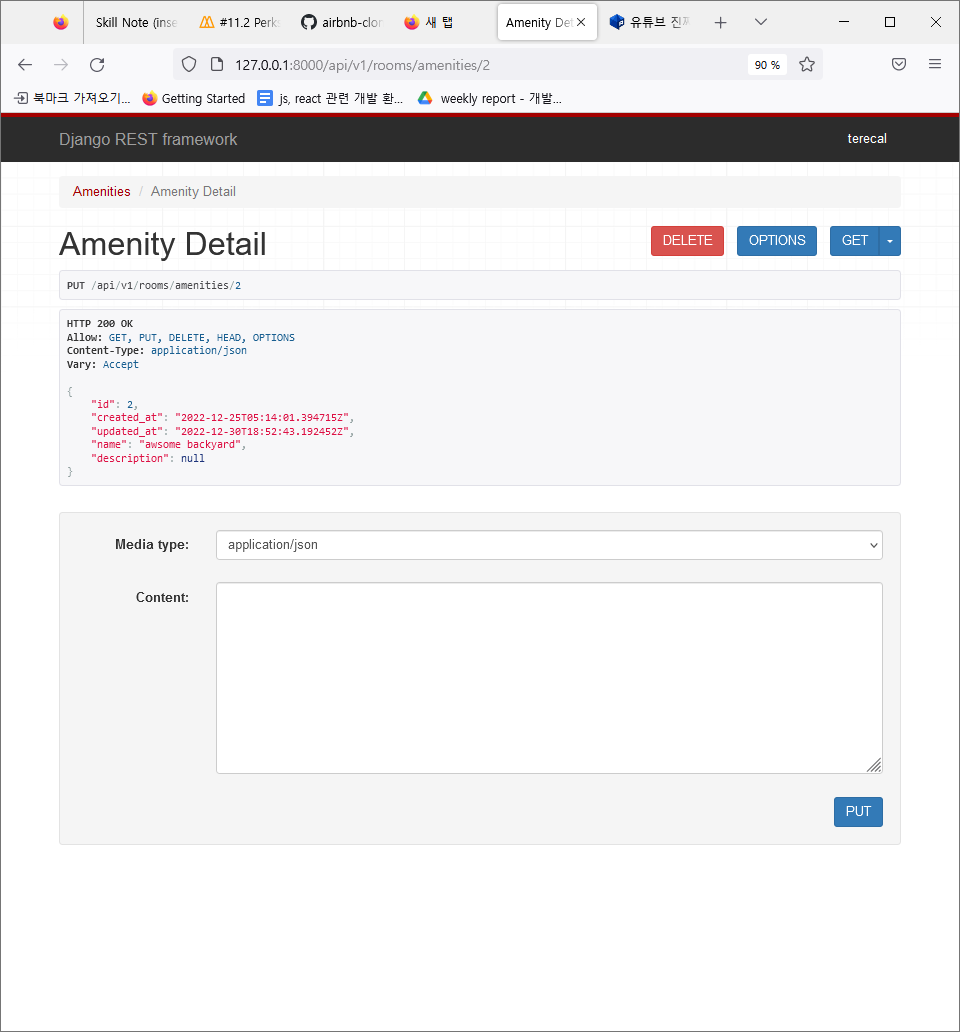 Skill Note (inse
#11.2 Perks
airbnb-clon
새 탭
Amenity Det
유튜브 진짜
127.0.0.1:8000/api/v1/rooms/amenities/2
90 %
북마크 가져오기...
Getting Started
js, react 관련 개발 환...
weekly report - 개발...
Django REST framework
terecal
Amenities / Amenity Detail
Amenity Detail
DELETE
OPTIONS
GET
PUT /api/v1/rooms/amenities/2
HTTP 200 OK
Allow: GET, PUT, DELETE, HEAD, OPTIONS
Content-Type: application/json
Vary: Accept
{
"id": 2,
"created_at": "2022-12-25T05:14:01.394715Z",
"updated_at": "2022-12-30T18:52:43.192452Z",
"name": "awsome backyard",
"description": null
}
Media type:
application/json
Content:
PUT